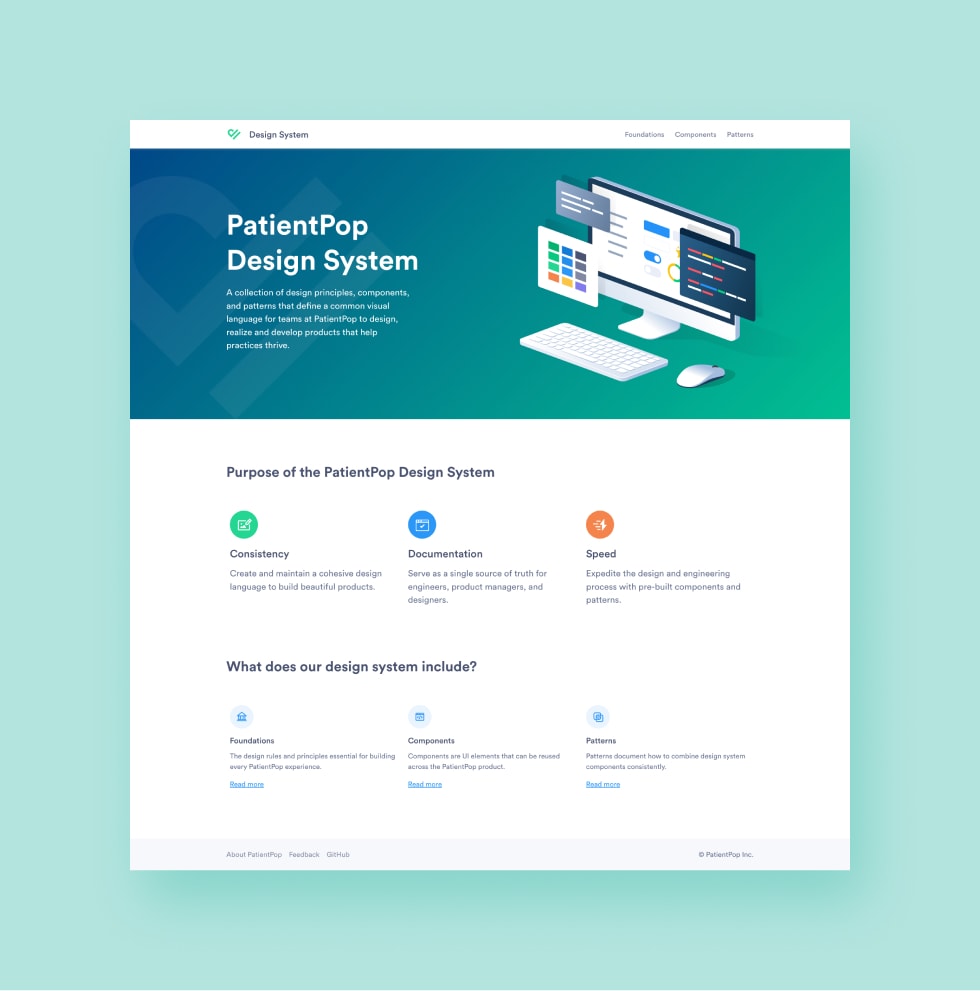 Design System
Foundations Components Patterns
PatientPop
Design System
A collection of design principles, components,
and patterns that define a common visual
language for teams at PatientPop to design,
realize and develop products that help
practices thrive.
Purpose of the PatientPop Design System
Consistency
Create and maintain a cohesive design
language to build beautiful products.
Documentation
Serve as a single source of truth for
engineers, product managers, and
designers.
Speed
Expedite the design and engineering
process with pre-built components and
patterns.
What does our design system include?
Foundations
The design rules and principles essential for building
every PatientPop experience.
Read more
Components
Components are UI elements that can be reused
across the PatientPop product.
Read more
Patterns
Patterns document how to combine design system
components consistently.
Read more
About PatientPop Feedback GitHub
© PatientPop Inc.